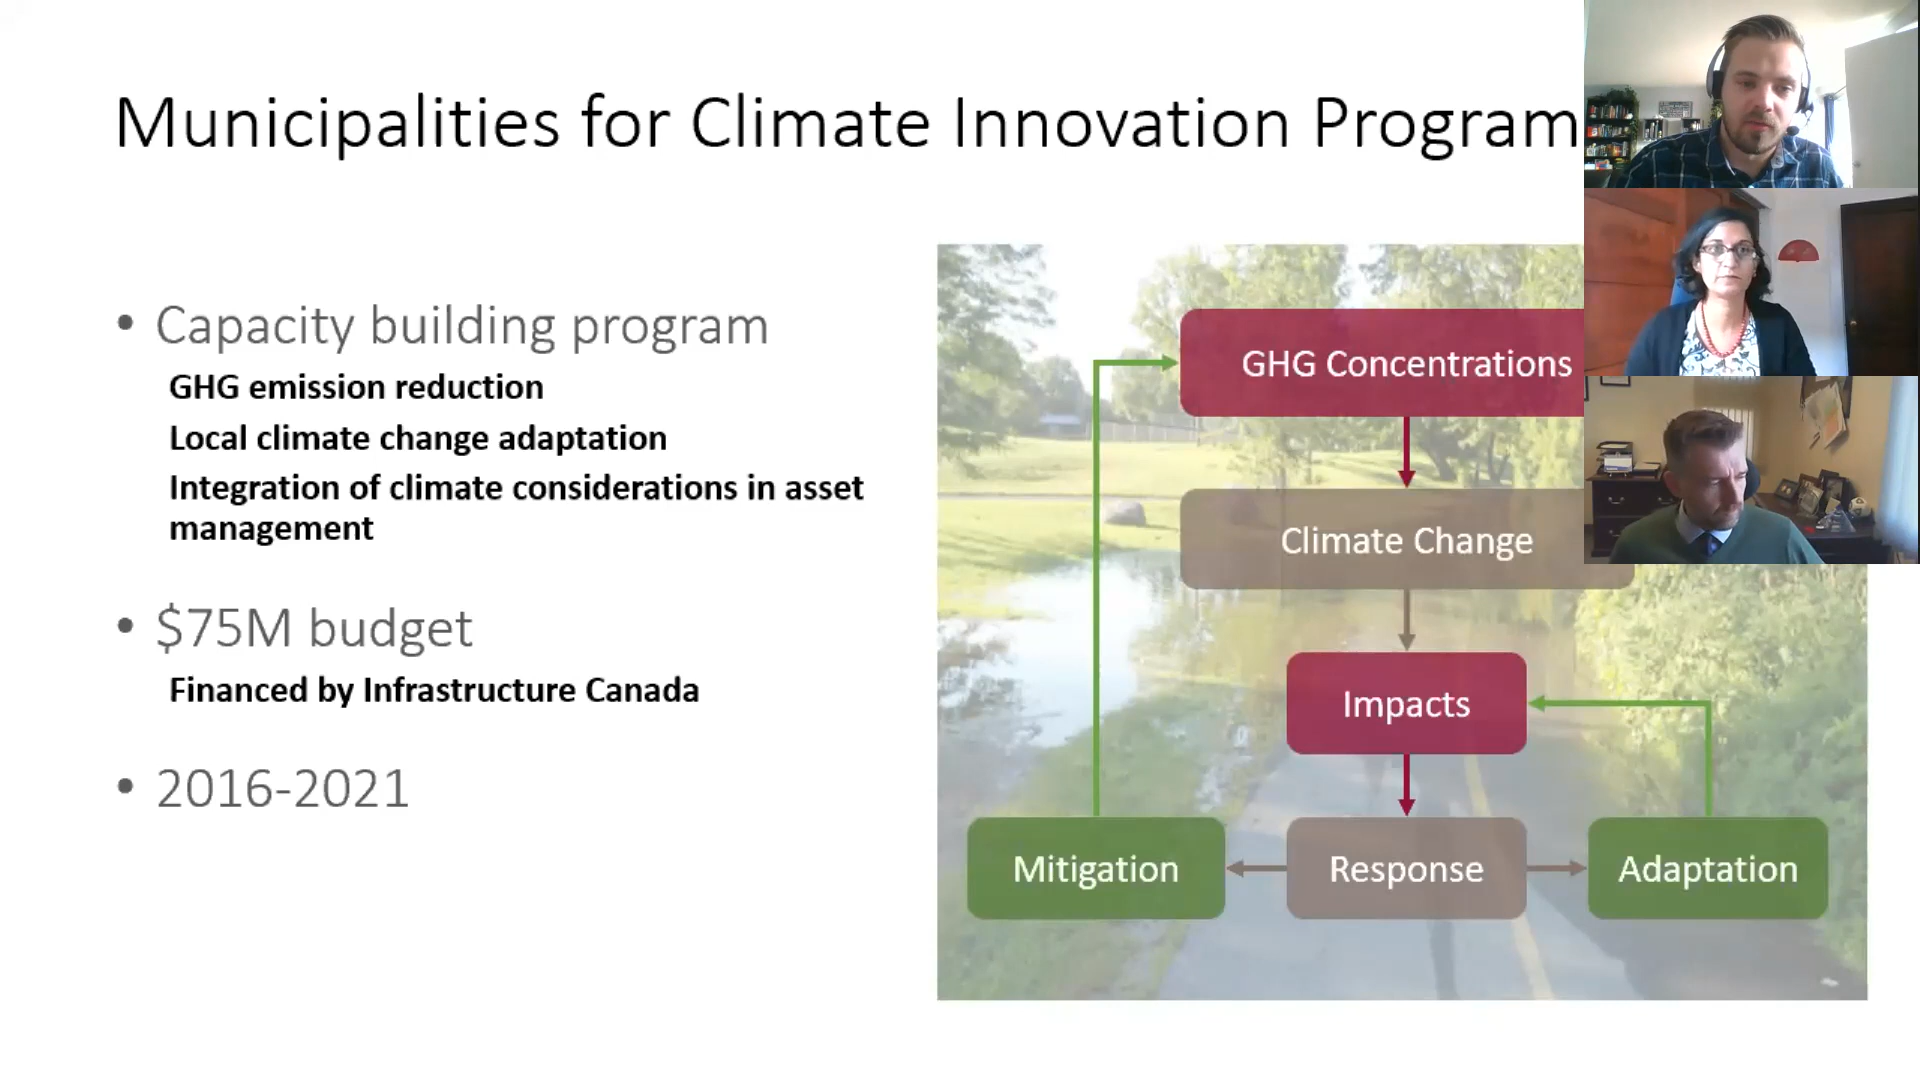 Municipalities for Climate Innovation Program
• Capacity building program
GHG emission reduction
Local climate change adaptation
Integration of climate considerations in asset
management
• $75M budget
Financed by Infrastructure Canada
• 2016-2021
GHG Concentrations
Climate Change
Impacts
Mitigation
Response
Adaptation